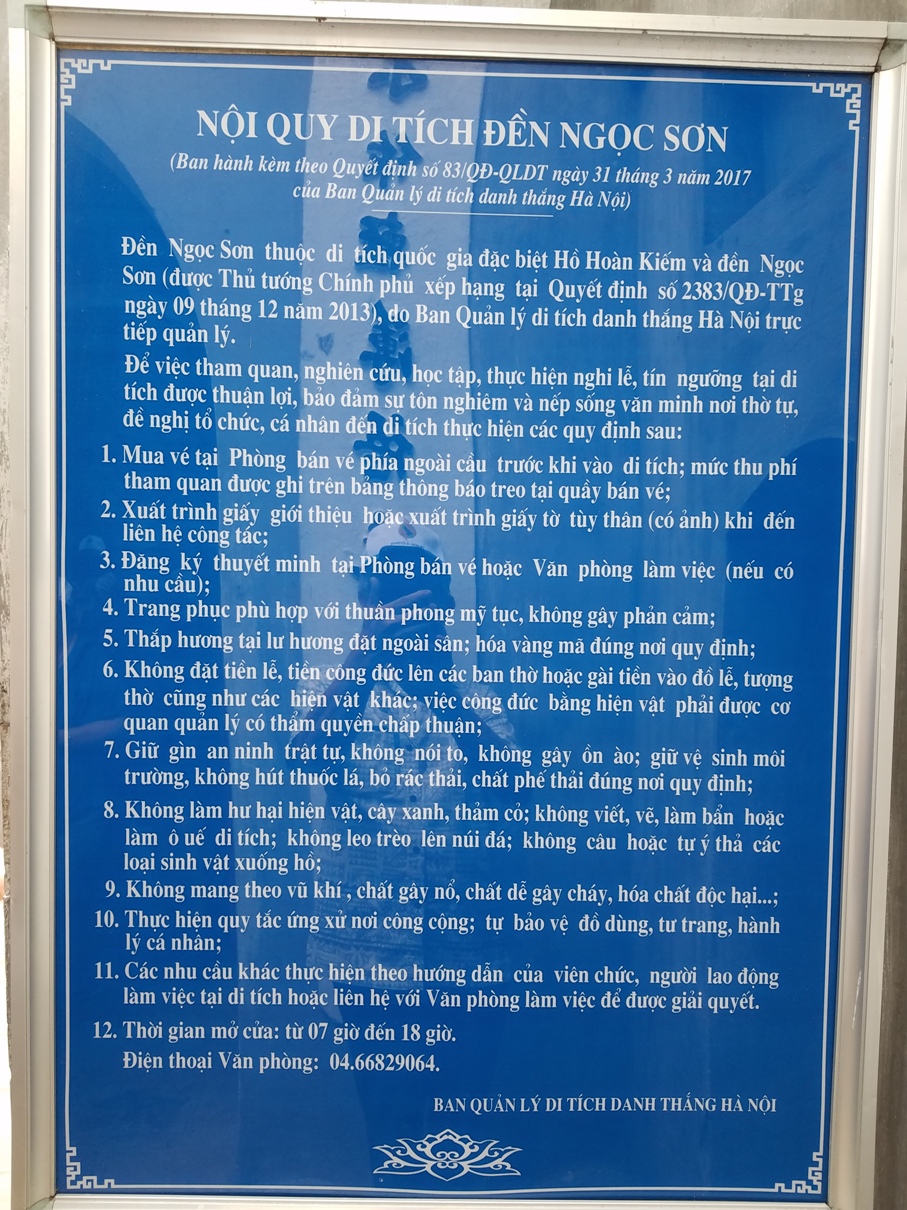 NỘI QUY DI TÍCH ĐỀN NGỌC SƠN
(Ban hành kèm theo Quyết định số 83/QĐ-QLDT ngày 31 tháng 3 năm 2017
của Ban Quản lý di tích danh thắng Hà Nội)
Đền Ngọc Sơn thuộc di tích quốc gia đặc biệt Hồ Hoàn Kiếm và đền Ngọc
Sơn (được Thủ tướng Chính phủ xếp hạng tại Quyết định số 2383/QĐ-TTg
ngày 09 tháng 12 năm 2013), do Ban Quản lý di tích danh thắng Hà Nội trực
tiếp quản lý.
Để việc tham quan, nghiên cứu, học tập, thực hiện nghi lễ, tín ngưỡng tại di
tích được thuận lợi, bảo đảm sự tôn nghiêm và nếp sống văn minh nơi thờ tự,
đề nghị tổ chức, cá nhân đến di tích thực hiện các quy định sau:
1. Mua vé tại Phòng bán vé phía ngoài cầu trước khi vào di tích; mức thu phí
tham quan được ghi trên bảng thông báo treo tại quầy bán vé;
2. Xuất trình giấy giới thiệu hoặc xuất trình giấy tờ tùy thân (có ảnh) khi đến
liên hệ công tác;
3. Đăng ký thuyết minh tại Phòng bán vé hoặc Văn phòng làm việc (nếu có
nhu cầu);
4. Trang phục phù hợp với thuần phong mỹ tục, không gây phản cảm;
5. Thắp hương tại lư hương đặt ngoài sân; hóa vàng mã đúng nơi quy định;
6. Không đặt tiền lễ, tiền công đức lên các ban thờ hoặc gài tiền vào đồ lễ, tượng
thờ cũng như các hiện vật khác; việc công đức bằng hiện vật phải được cơ
quan quản lý có thẩm quyền chấp thuận;
7. Giữ gìn an ninh trật tự, không nói to, không gây ồn ào; giữ vệ sinh môi
trường, không hút thuốc lá, bỏ rác thải, chất phế thải đúng nơi quy định;
8. Không làm hư hại hiện vật, cây xanh, thảm cỏ; không viết, vẽ, làm bẩn hoặc
làm ô uế di tích; không leo trèo lên núi đá; không câu hoặc tự ý thả các
loại sinh vật xuống hồ;
9. Không mang theo vũ khí , chất gây nổ, chất dễ gây cháy, hóa chất độc hại...;
10. Thực hiện quy tắc ứng xử nơi công cộng; tự bảo vệ đồ dùng, tư trang, hành
lý cá nhân;
11. Các nhu cầu khác thực hiện theo hướng dẫn của viên chức, người lao động
làm việc tại di tích hoặc liên hệ với Văn phòng làm việc để được giải quyết.
12. Thời gian mở cửa: từ 07 giờ đến 18 giờ.
Điện thoại Văn phòng: 04.66829064.
BAN QUẢN LÝ DI TÍCH DANH THẮNG HÀ NỘI